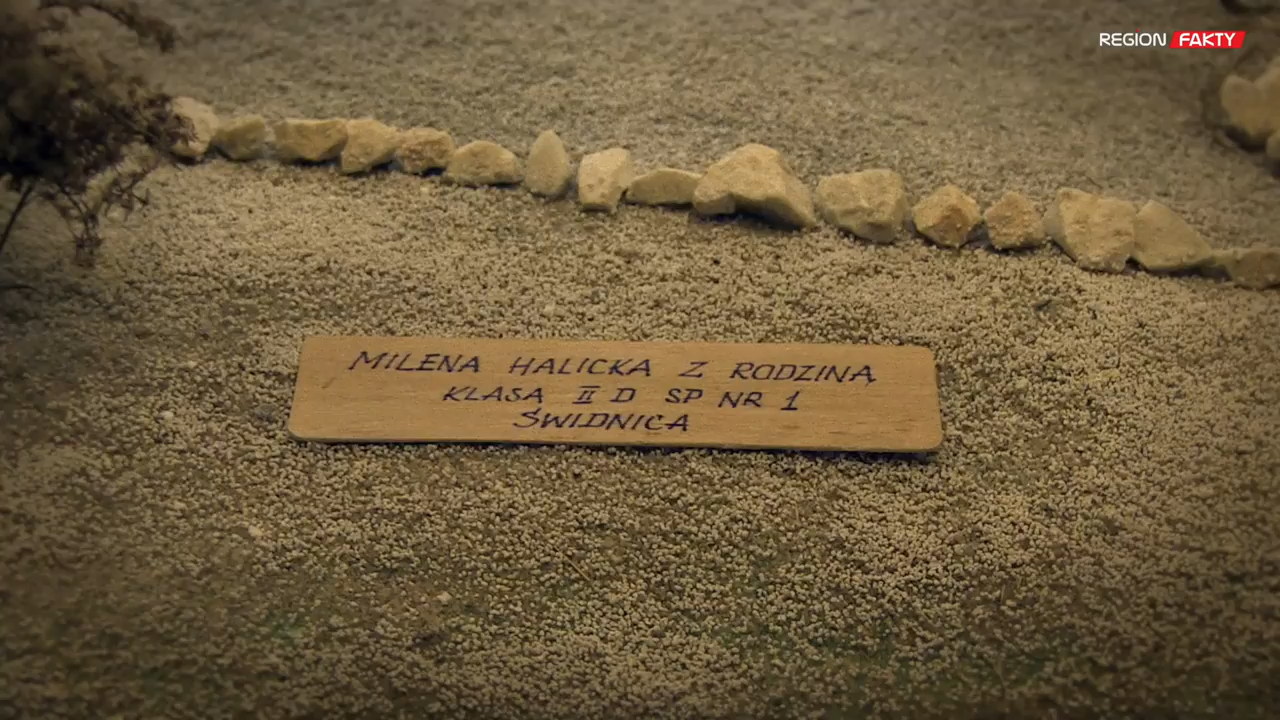 REGION FAKTY
MILENA HALICKA Z RODZINĄ
KLASA II D SP NR 1
ŚWIDNICA